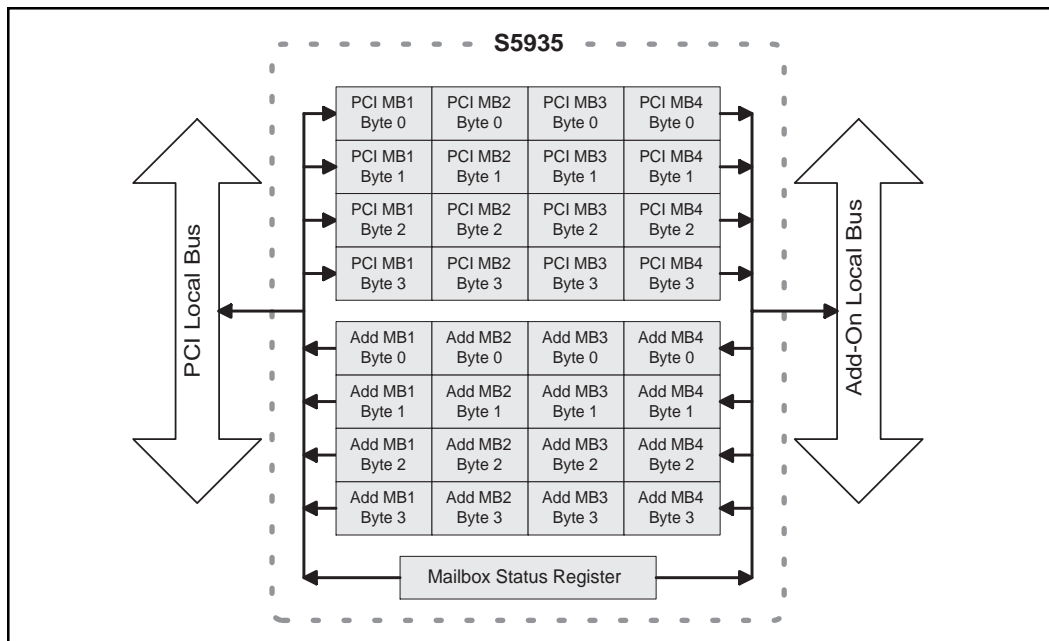 S5935
PCI MB1 PCI MB2 PCI MB3 PCI MB4
Byte 0 Byte 0 Byte 0 Byte 0
PCI MB1 PCI MB2 PCI MB3 PCI MB4
Byte 1 Byte 1 Byte 1 Byte 1
PCI MB1 PCI MB2 PCI MB3 PCI MB4
Byte 2 Byte 2 Byte 2 Byte 2
PCI MB1 PCI MB2 PCI MB3 PCI MB4
Byte 3 Byte 3 Byte 3 Byte 3
PCI Local Bus
Add-On Local Bus
Add MB1 Add MB2 Add MB3 Add MB4
Byte 0 Byte 0 Byte 0 Byte 0
Add MB1 Add MB2 Add MB3 Add MB4
Byte 1 Byte 1 Byte 1 Byte 1
Add MB1 Add MB2 Add MB3 Add MB4
Byte 2 Byte 2 Byte 2 Byte 2
Add MB1 Add MB2 Add MB3 Add MB4
Byte 3 Byte 3 Byte 3 Byte 3
Mailbox Status Register